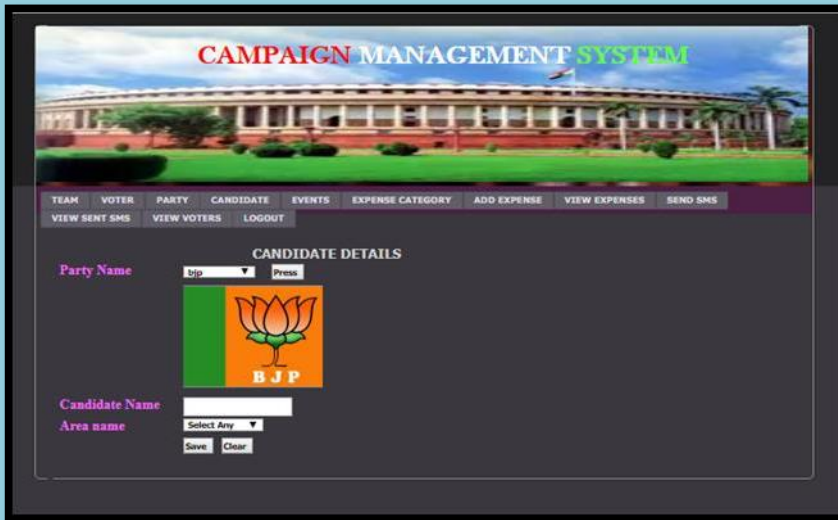 CAMPAIGN MANAGEMENT SYSTEM
TEAM VOTER PARTY CANDIDATE EVENTS EXPENSE CATEGORY ADD EXPENSE VIEW EXPENSES SEND SMS
VIEW SENT SMS VIEW VOTERS LOGOUT
CANDIDATE DETAILS
Party Name bjp Press
BJP
Candidate Name
Area name Select Any
Save Clear